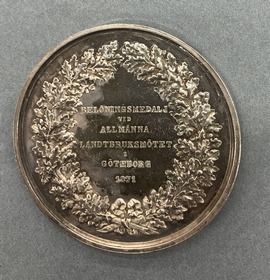 BELÖNINGSMEDALJ
VID
ALLMÄNNA
LANDTBRUKSMÖTET
GÖTEBORG
1871